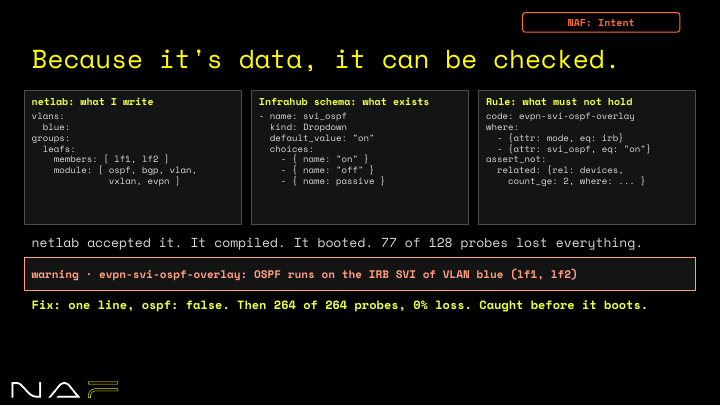 NAF: Intent
Because it's data, it can be checked.
netlab: what I write
vlans:
  blue:
groups:
  leafs:
    members: [ lf1, lf2 ]
    module: [ ospf, bgp, vlan,
              vxlan, evpn ]
Infrahub schema: what exists
- name: svi_ospf
  kind: Dropdown
  default_value: "on"
  choices:
    - { name: "on" }
    - { name: "off" }
    - { name: passive }
Rule: what must not hold
code: evpn-svi-ospf-overlay
where:
  - {attr: mode, eq: irb}
  - {attr: svi_ospf, eq: "on"}
assert_not:
  related: {rel: devices,
    count_ge: 2, where: ... }
netlab accepted it. It compiled. It booted. 77 of 128 probes lost everything.
warning · evpn-svi-ospf-overlay: OSPF runs on the IRB SVI of VLAN blue (lf1, lf2)
Fix: one line, ospf: false. Then 264 of 264 probes, 0% loss. Caught before it boots.
NAF